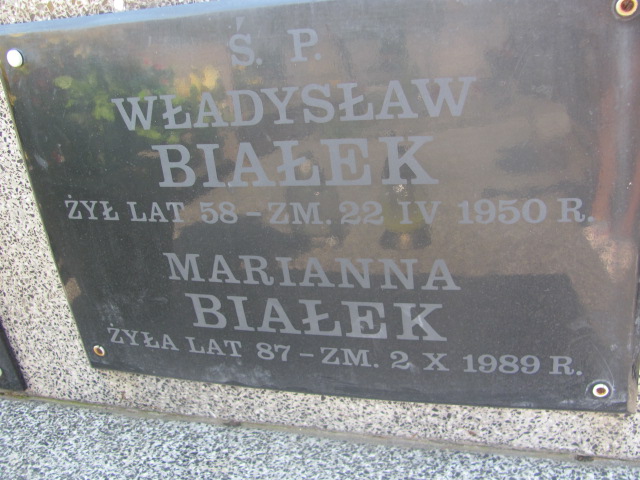 Ś. P.
WŁADYSŁAW
BIAŁEK
ŻYŁ LAT 58 - ZM. 22 IV 1950 R.
MARIANNA
BIAŁEK
ŻYŁA LAT 87 - ZM. 2 X 1989 R.